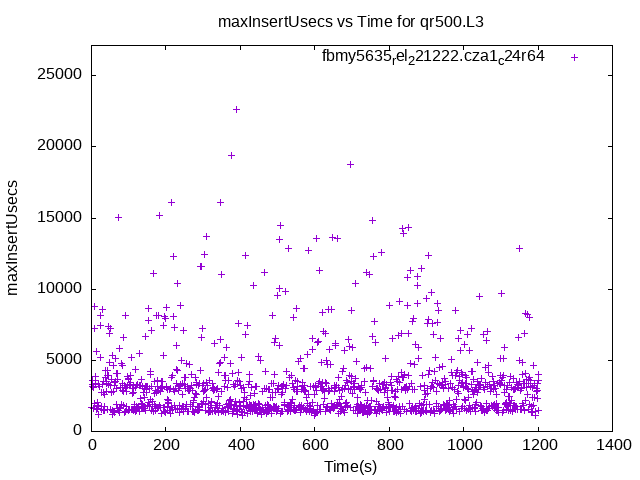 maxInsertUsecs vs Time for qr500.L3
fbmy5635rel221222.cza1c24r64
25000
20000
15000
10000
5000
0
maxInsertUsecs
0 200 400 600 800 1000 1200 1400
Time(s)